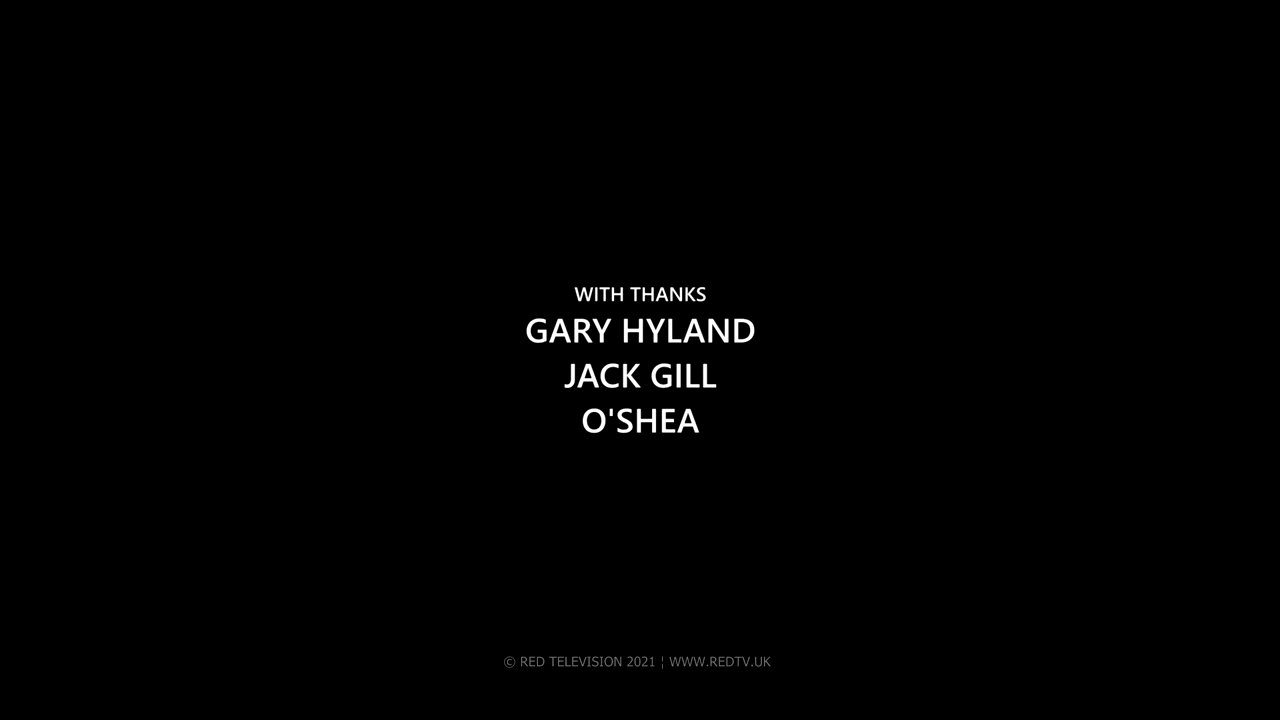 WITH THANKS
GARY HYLAND
JACK GILL
O'SHEA
© RED TELEVISION 2021 ¦ WWW.REDTV.UK